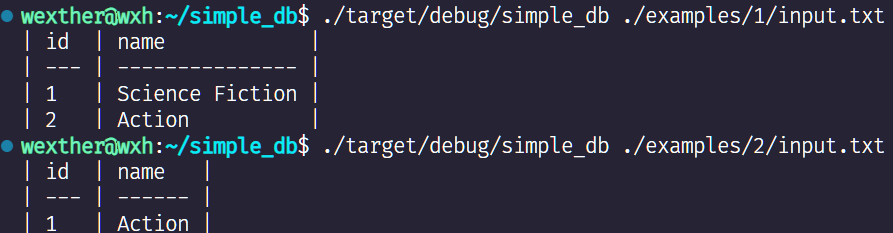 wexther@wxh:~/simple_db$ ./target/debug/simple_db ./examples/1/input.txt
| id  | name            |
| --- | --------------- |
| 1   | Science Fiction |
| 2   | Action          |
wexther@wxh:~/simple_db$ ./target/debug/simple_db ./examples/2/input.txt
| id  | name   |
| --- | ------ |
| 1   | Action |